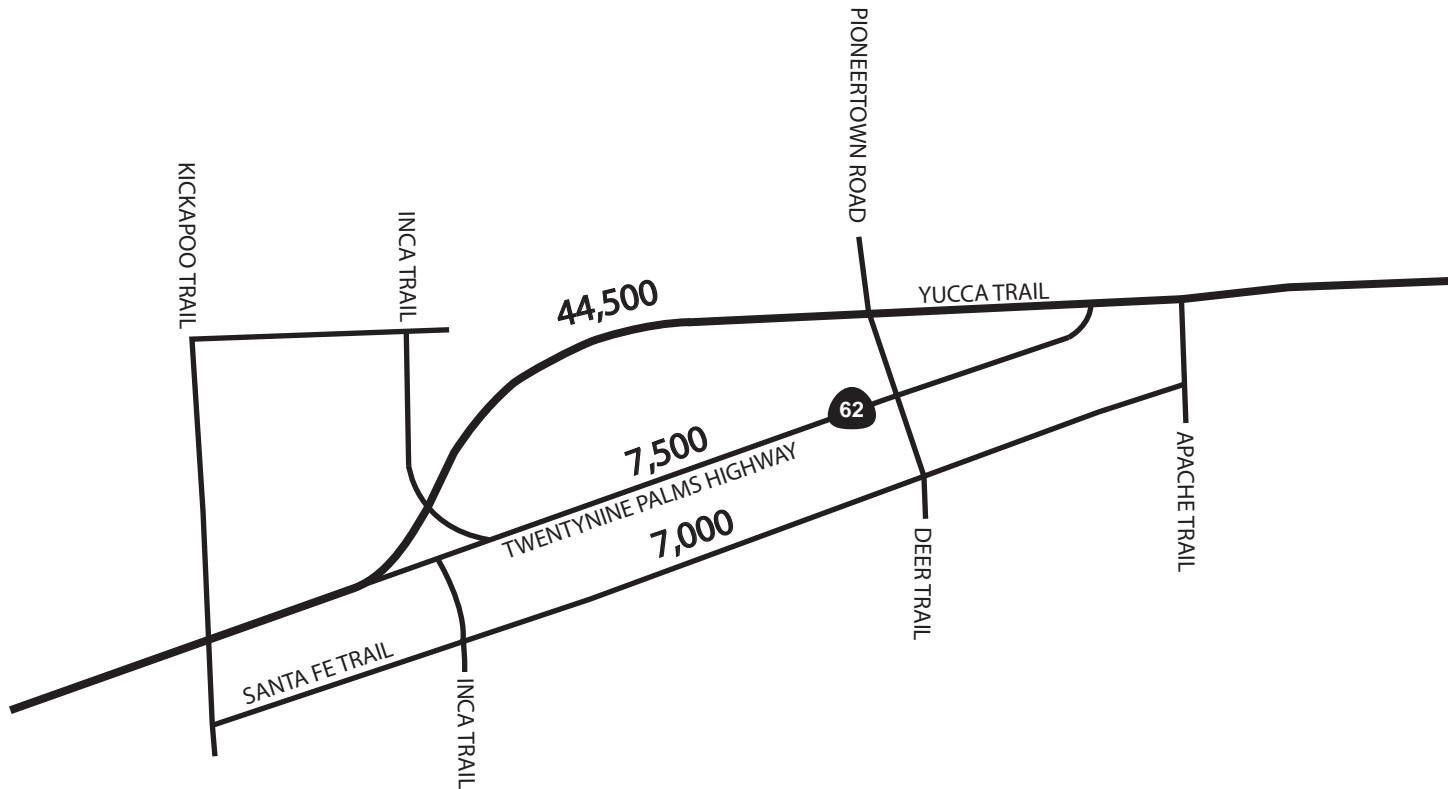 PIONEERTOWN ROAD
KICKAPOO TRAIL
INCA TRAIL
44,500
YUCCA TRAIL
62
7,500
TWENTYNINE PALMS HIGHWAY
7,000
APACHE TRAIL
DEER TRAIL
SANTA FE TRAIL
INCA TRAIL